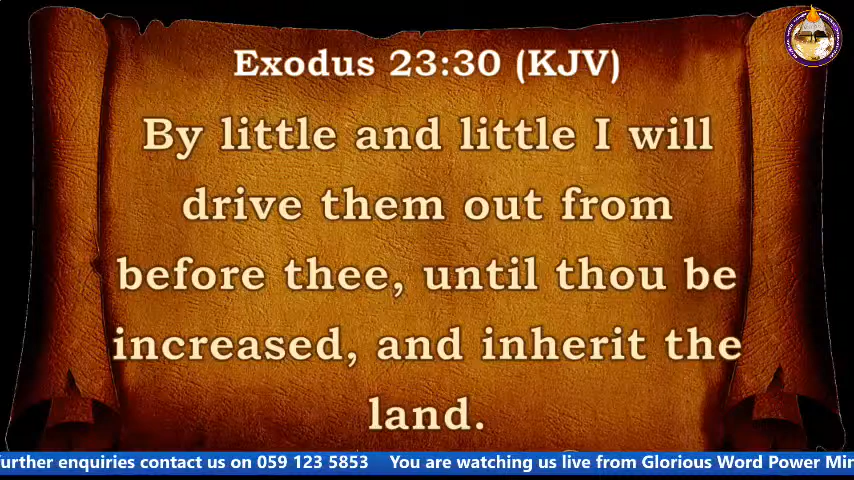 Exodus 23:30 (KJV)
By little and little I will
drive them out from
before thee, until thou be
increased, and inherit the
land.
further enquiries contact us on 059 123 5853 You are watching us live from Glorious Word Power Min